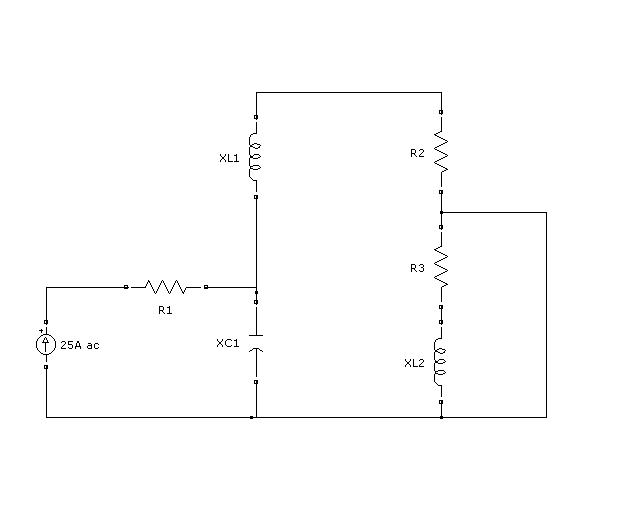 XL1
R2
R3
R1
+
25A ac
XC1
XL2